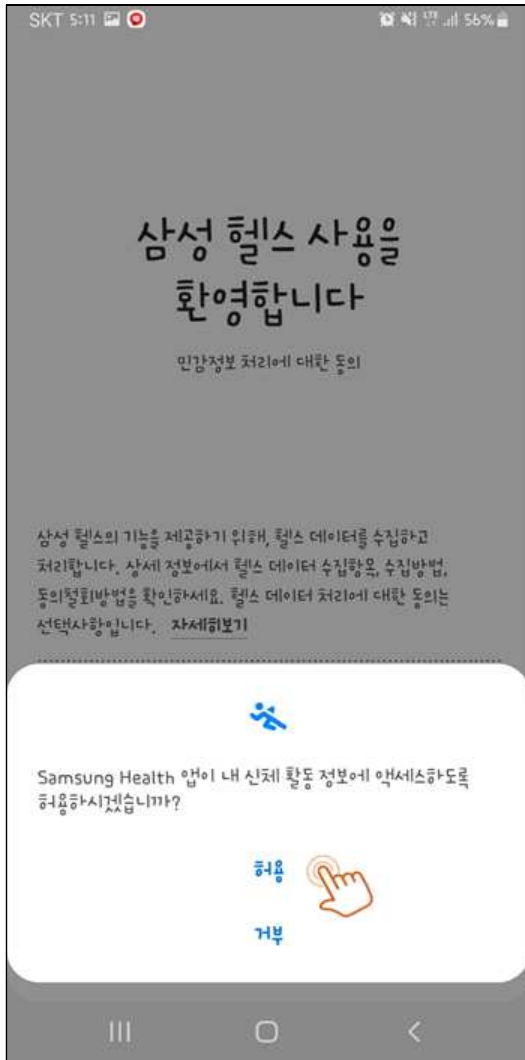 SKT 5:11
LTE 56%
삼성 헬스 사용을
환영합니다
민감정보 처리에 대한 동의
삼성 헬스의 기능을 제공하기 위해, 헬스 데이터를 수집하고
처리합니다. 상세 정보에서 헬스 데이터 수집항목, 수집방법,
동의철회방법을 확인하세요. 헬스 데이터 처리에 대한 동의는
선택사항입니다. 자세히보기
Samsung Health 앱이 내 신체 활동 정보에 액세스하도록
허용하시겠습니까?
허용
거부